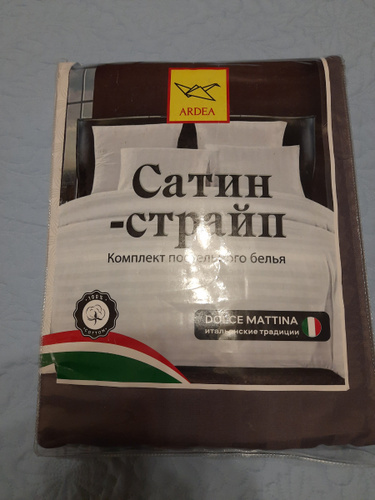 ARDEA
Сатин
-страйп
Комплект постельного белья
100%
COTTON
DOLCE MATTINA
итальянские традиции